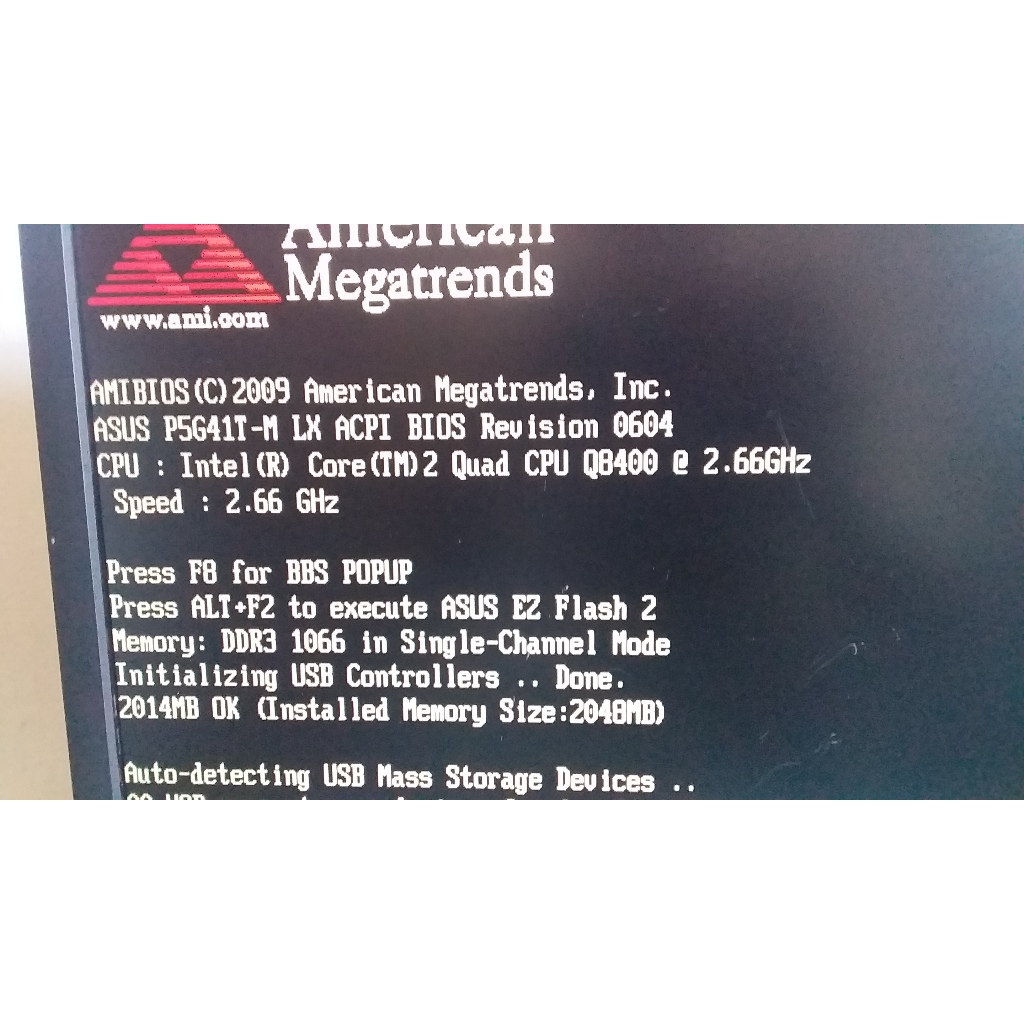 American
Megatrends
www.ami.com
AMIBIOS(C)2009 American Megatrends, Inc.
ASUS P5G41T-M LX ACPI BIOS Revision 0604
CPU : Intel(R) Core(TM)2 Quad CPU Q8400 @ 2.66GHz
Speed : 2.66 GHz
Press F8 for BBS POPUP
Press ALT+F2 to execute ASUS EZ Flash 2
Memory: DDR3 1066 in Single-Channel Mode
Initializing USB Controllers .. Done.
2014MB OK (Installed Memory Size:2048MB)
Auto-detecting USB Mass Storage Devices ..